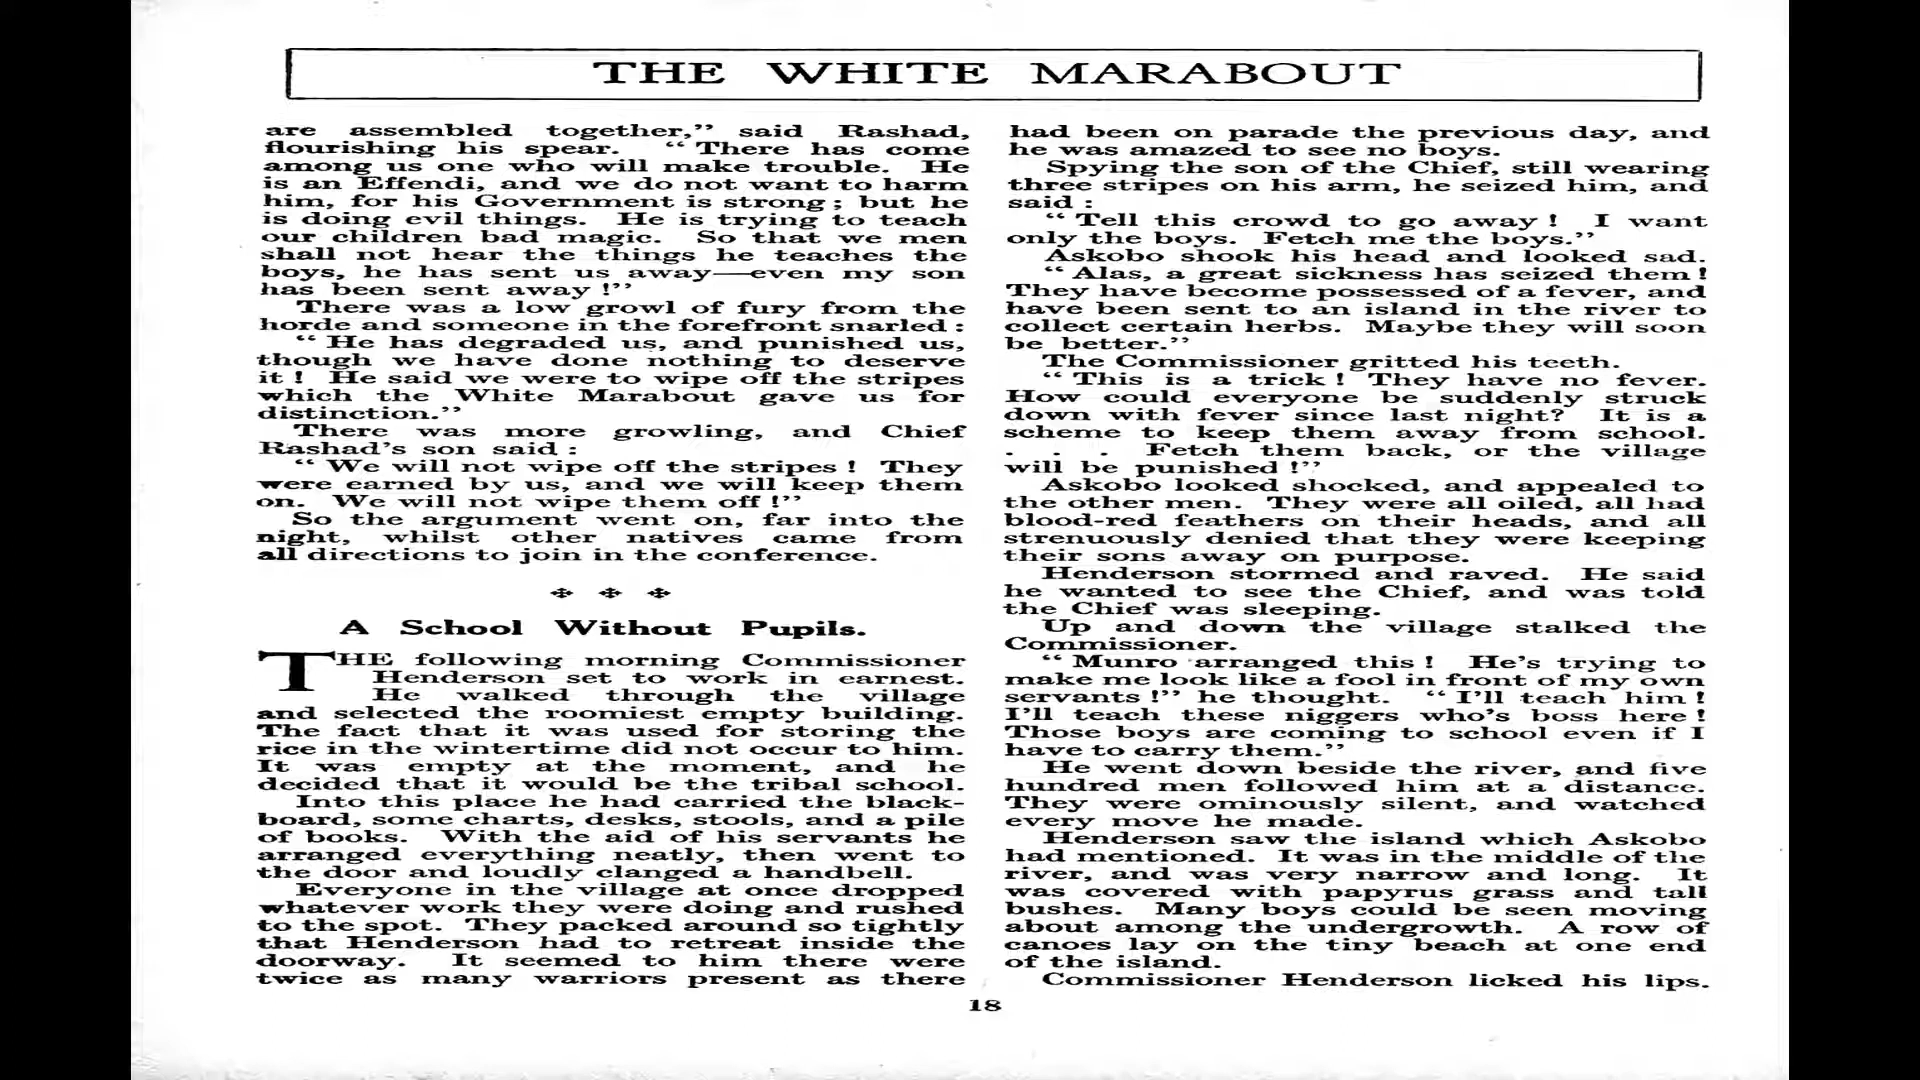 THE WHITE MARABOUT
are assembled together,” said Rashad,
flourishing his spear. “There has come
among us one who will make trouble. He
is an Effendi, and we do not want to harm
him, for his Government is strong; but he
is doing evil things. He is trying to teach
our children bad magic. So that we men
shall not hear the things he teaches the
boys, he has sent us away—even my son
has been sent away!”
There was a low growl of fury from the
horde and someone in the forefront snarled:
“He has degraded us, and punished us,
though we have done nothing to deserve
it! He said we were to wipe off the stripes
which the White Marabout gave us for
distinction.”
There was more growling, and Chief
Rashad’s son said:
“We will not wipe off the stripes! They
were earned by us, and we will keep them
on. We will not wipe them off!”
So the argument went on, far into the
night, whilst other natives came from
all directions to join in the conference.
A School Without Pupils.
THE following morning Commissioner
Henderson set to work in earnest.
He walked through the village
and selected the roomiest empty building.
The fact that it was used for storing the
rice in the wintertime did not occur to him.
It was empty at the moment, and he
decided that it would be the tribal school.
Into this place he had carried the black-
board, some charts, desks, stools, and a pile
of books. With the aid of his servants he
arranged everything neatly, then went to
the door and loudly clanged a handbell.
Everyone in the village at once dropped
whatever work they were doing and rushed
to the spot. They packed around so tightly
that Henderson had to retreat inside the
doorway. It seemed to him there were
twice as many warriors present as there
had been on parade the previous day, and
he was amazed to see no boys.
Spying the son of the Chief, still wearing
three stripes on his arm, he seized him, and
said:
“Tell this crowd to go away! I want
only the boys. Fetch me the boys.”
Askobo shook his head and looked sad.
“Alas, a great sickness has seized them!
They have become possessed of a fever, and
have been sent to an island in the river to
collect certain herbs. Maybe they will soon
be better.”
The Commissioner gritted his teeth.
“This is a trick! They have no fever.
How could everyone be suddenly struck
down with fever since last night? It is a
scheme to keep them away from school.
. . . Fetch them back, or the village
will be punished!”
Askobo looked shocked, and appealed to
the other men. They were all oiled, all had
blood-red feathers on their heads, and all
strenuously denied that they were keeping
their sons away on purpose.
Henderson stormed and raved. He said
he wanted to see the Chief, and was told
the Chief was sleeping.
Up and down the village stalked the
Commissioner.
“Munro arranged this! He’s trying to
make me look like a fool in front of my own
servants!” he thought. “I’ll teach him!
I’ll teach these niggers who’s boss here!
Those boys are coming to school even if I
have to carry them.”
He went down beside the river, and five
hundred men followed him at a distance.
They were ominously silent, and watched
every move he made.
Henderson saw the island which Askobo
had mentioned. It was in the middle of the
river, and was very narrow and long. It
was covered with papyrus grass and tall
bushes. Many boys could be seen moving
about among the undergrowth. A row of
canoes lay on the tiny beach at one end
of the island.
Commissioner Henderson licked his lips.
18